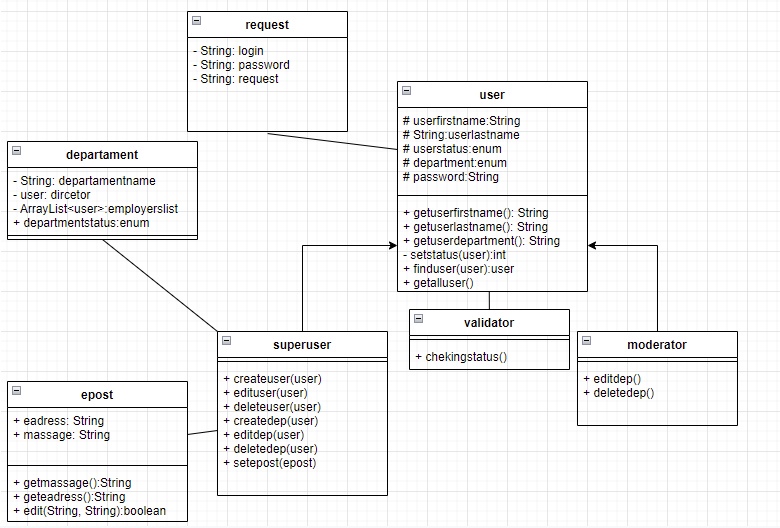 request
- String: login
- String: password
- String: request
user
# userfirstname:String
# String:userlastname
# userstatus:enum
# department:enum
# password:String
+ getuserfirstname(): String
+ getuserlastname(): String
+ getuserdepartment(): String
- setstatus(user):int
+ finduser(user):user
+ getalluser()
departament
- String: departamentname
- user: dircetor
- ArrayList<user>:employerslist
+ departmentstatus:enum
superuser
+ createuser(user)
+ edituser(user)
+ deleteuser(user)
+ createdep(user)
+ editdep(user)
+ deletedep(user)
+ setepost(epost)
validator
+ chekingstatus()
moderator
+ editdep()
+ deletedep()
epost
+ eadress: String
+ massage: String
+ getmassage():String
+ geteadress():String
+ edit(String, String):boolean